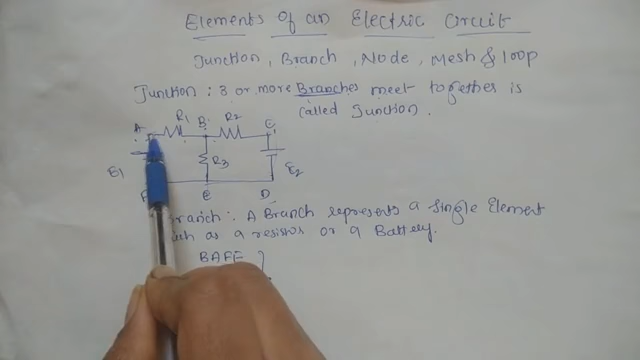 Elements of an Electric Circuit
Junction, Branch, Node, Mesh & loop
Junction : 3 or more Branches meet together is
called Junction.
A R1 B R2 C
R3
E1 E2
E D
Branch : A Branch represents a single Element
such as a resistor or a Battery.
BAFE }